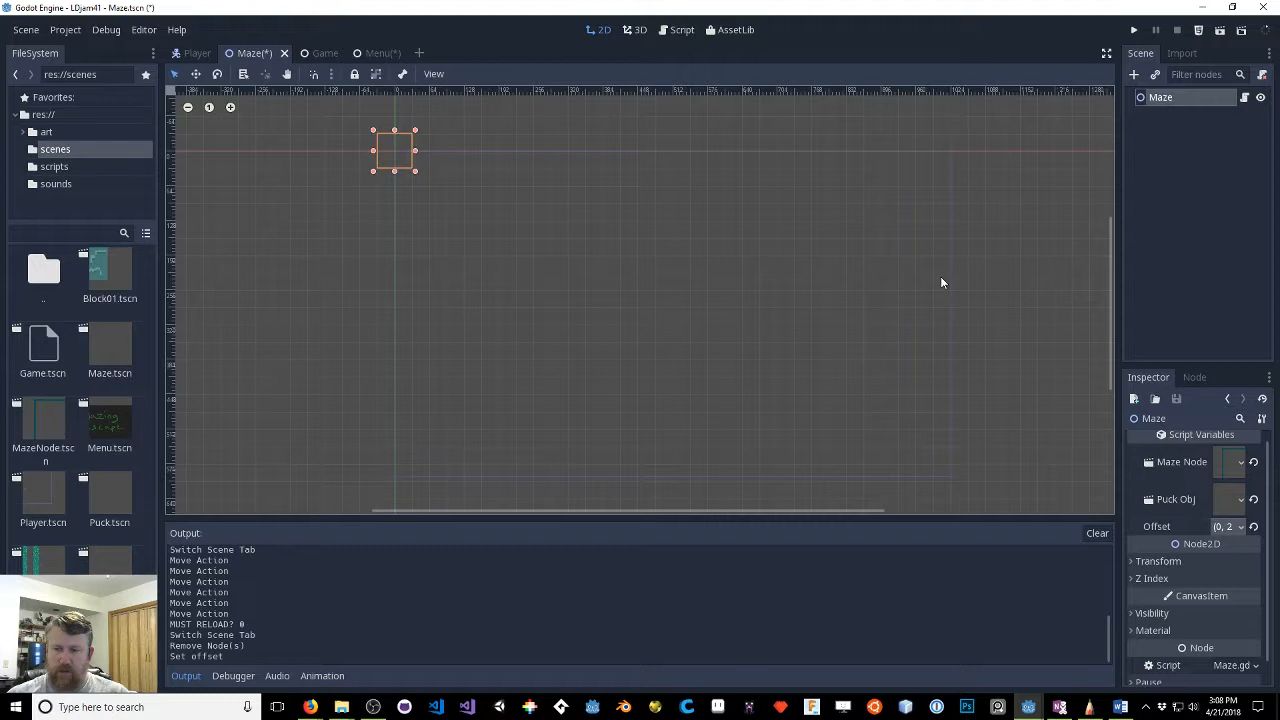 Godot Engine - LDjam41 - Maze.tscn (*)
Scene Project Debug Editor Help
2D 3D Script AssetLib
FileSystem
Player Maze(*) Game Menu(*)
Scene Import
res://scenes
View
Filter nodes
Favorites:
res://
art
scenes
scripts
sounds
Maze
..
Block01.tscn
Game.tscn
Maze.tscn
MazeNode.tsc
n
Menu.tscn
Player.tscn
Puck.tscn
Inspector Node
Maze
Script Variables
Maze Node
Puck Obj
Offset (0, 2
Node2D
Transform
Z Index
CanvasItem
Visibility
Material
Node
Script Maze.gd
Pause
Output:
Clear
Switch Scene Tab
Move Action
Move Action
Move Action
Move Action
Move Action
Move Action
MUST RELOAD? 0
Switch Scene Tab
Remove Node(s)
Set offset
Output Debugger Audio Animation
Type here to search
3:08 PM
4/21/2018